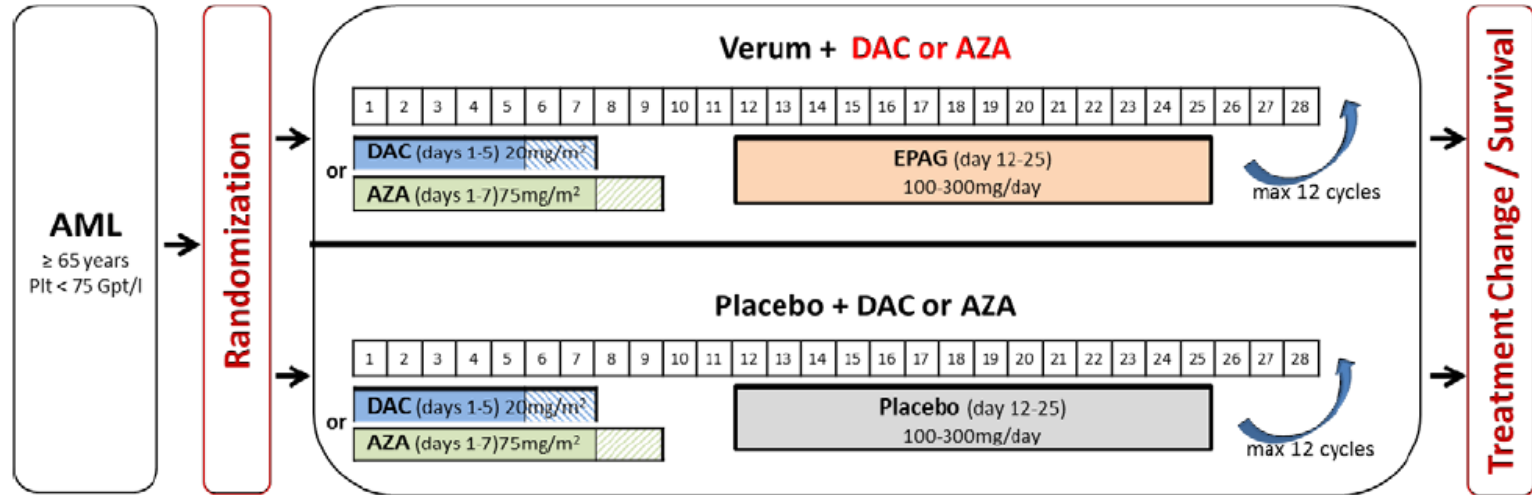 AML
≥ 65 years
Plt < 75 Gpt/l
Randomization
Verum + DAC or AZA
1 2 3 4 5 6 7 8 9 10 11 12 13 14 15 16 17 18 19 20 21 22 23 24 25 26 27 28
or
DAC (days 1-5) 20mg/m²
AZA (days 1-7)75mg/m²
EPAG (day 12-25)
100-300mg/day
max 12 cycles
Placebo + DAC or AZA
1 2 3 4 5 6 7 8 9 10 11 12 13 14 15 16 17 18 19 20 21 22 23 24 25 26 27 28
or
DAC (days 1-5) 20mg/m²
AZA (days 1-7)75mg/m²
Placebo (day 12-25)
100-300mg/day
max 12 cycles
Treatment Change / Survival